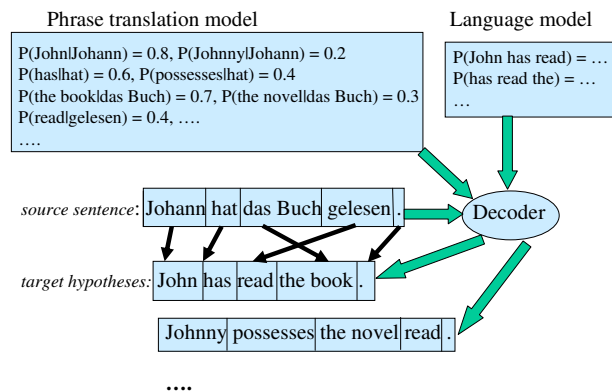 Phrase translation model
Language model
P(John|Johann) = 0.8, P(Johnny|Johann) = 0.2
P(has|hat) = 0.6, P(possesses|hat) = 0.4
P(the book|das Buch) = 0.7, P(the novel|das Buch) = 0.3
P(read|gelesen) = 0.4, ….
….
P(John has read) = …
P(has read the) = …
…
source sentence: Johann hat das Buch gelesen .
Decoder
target hypotheses: John has read the book .
Johnny possesses the novel read .
….